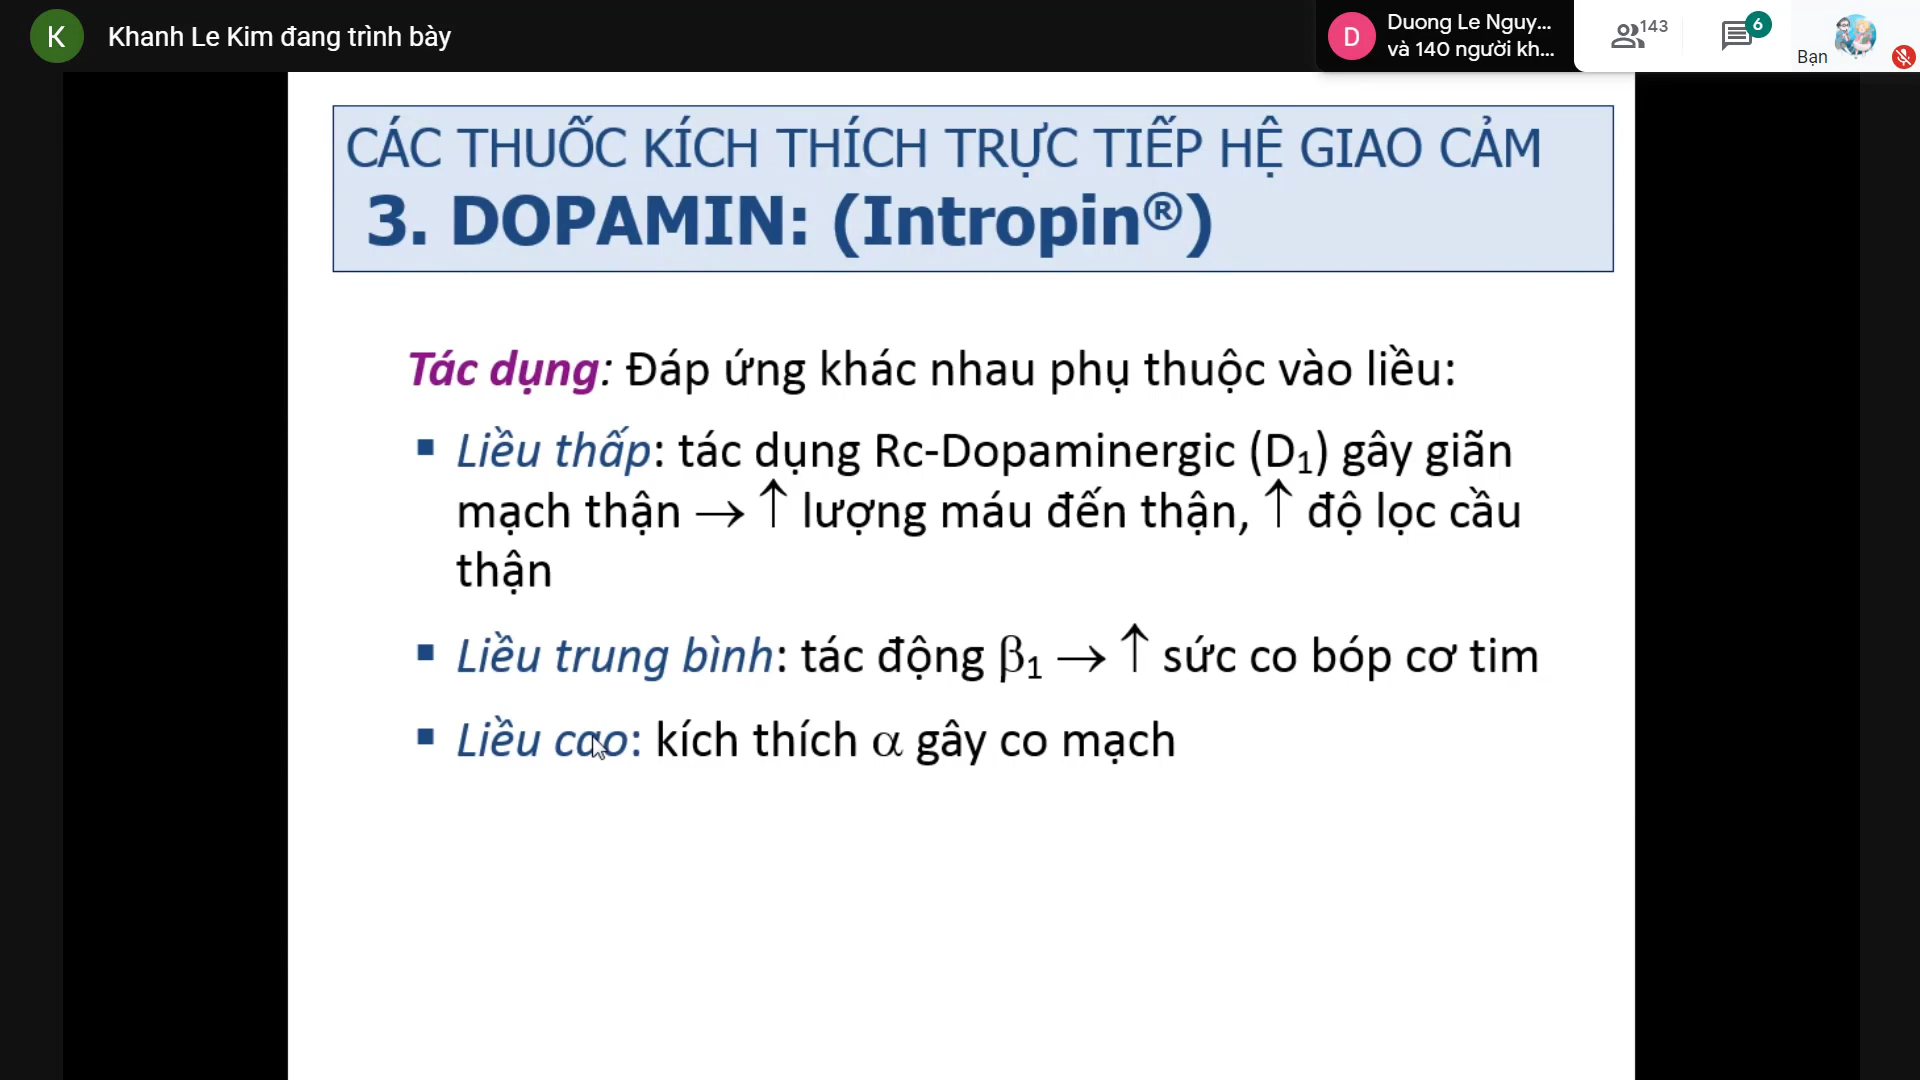 K
Khanh Le Kim đang trình bày
D
Duong Le Nguy...
và 140 người kh...
143
6
Bạn
CÁC THUỐC KÍCH THÍCH TRỰC TIẾP HỆ GIAO CẢM
3. DOPAMIN: (Intropin®)
Tác dụng: Đáp ứng khác nhau phụ thuộc vào liều:
▪ Liều thấp: tác dụng Rc-Dopaminergic (D₁) gây giãn
mạch thận → ↑ lượng máu đến thận, ↑ độ lọc cầu
thận
▪ Liều trung bình: tác động β₁ → ↑ sức co bóp cơ tim
▪ Liều cao: kích thích α gây co mạch